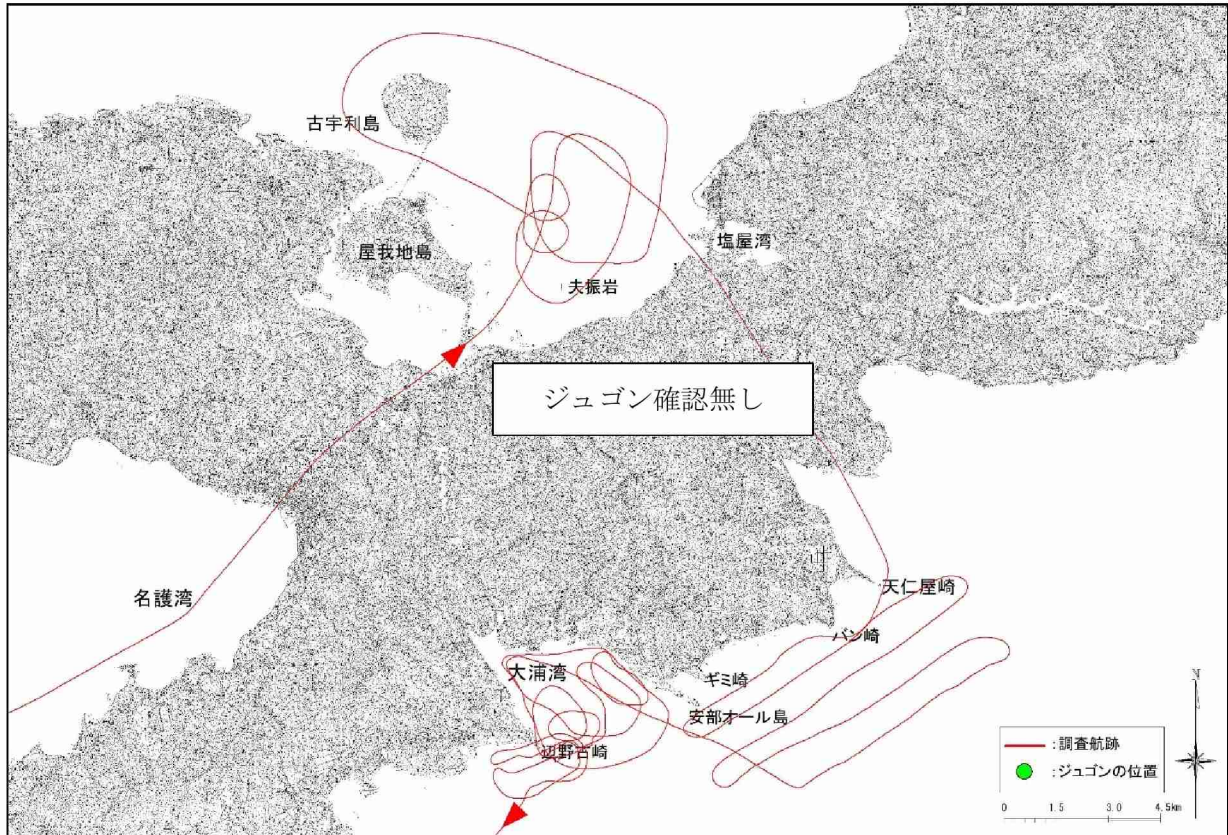 古宇利島
屋我地島
塩屋湾
夫振岩
ジュゴン確認無し
名護湾
天仁屋崎
バン崎
大浦湾
ギミ崎
安部オール島
辺野古崎
N
:調査航跡
:ジュゴンの位置
0 1.5 3.0 4.5km